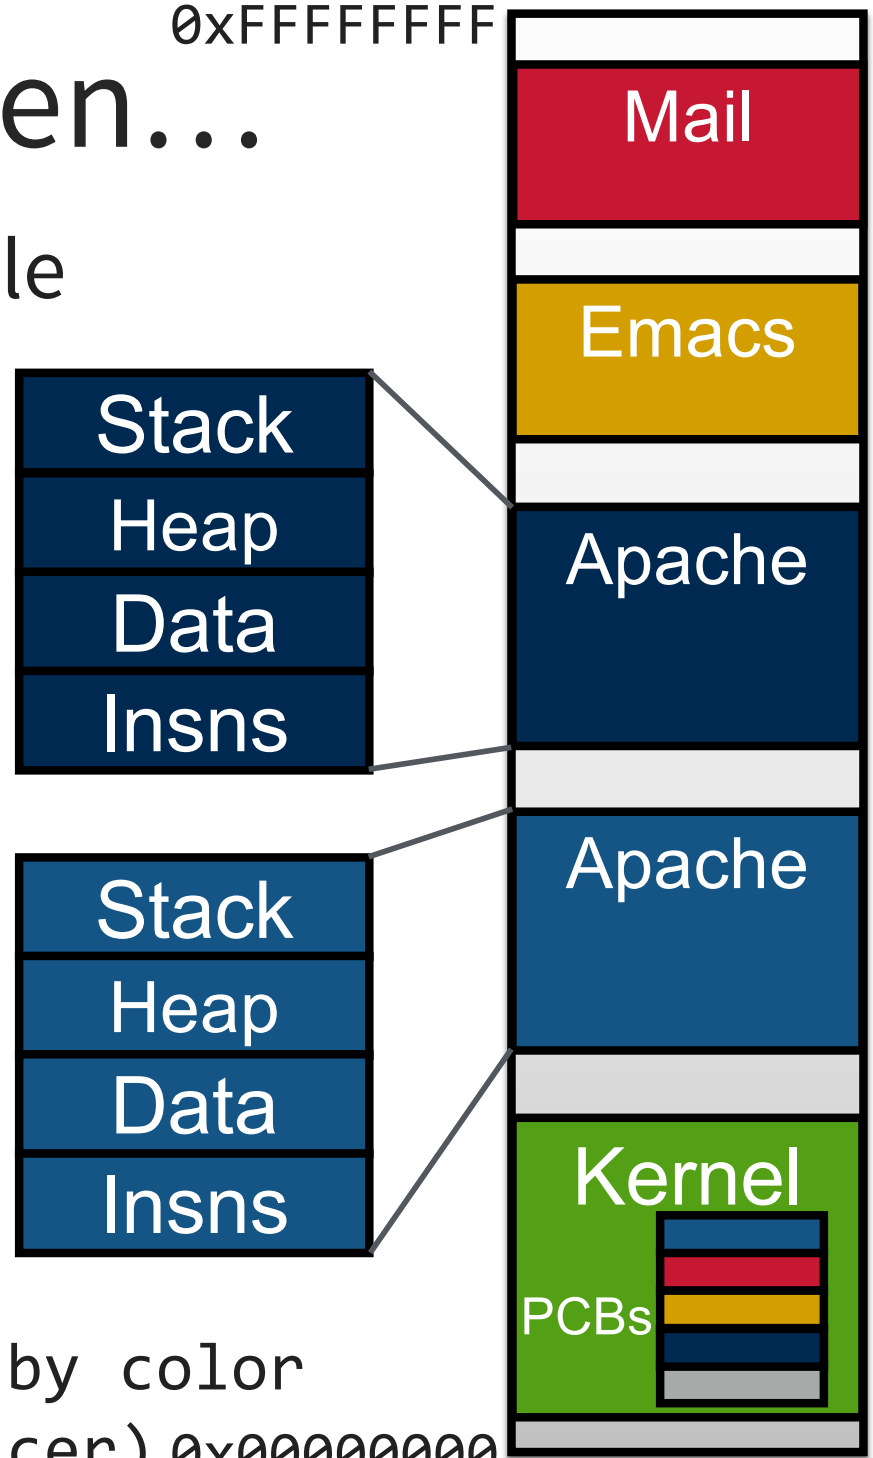 0xFFFFFFFF
en...
le
Stack
Heap
Data
Insns
Stack
Heap
Data
Insns
by color
cer) 0x00000000
Mail
Emacs
Apache
Apache
Kernel
PCBs